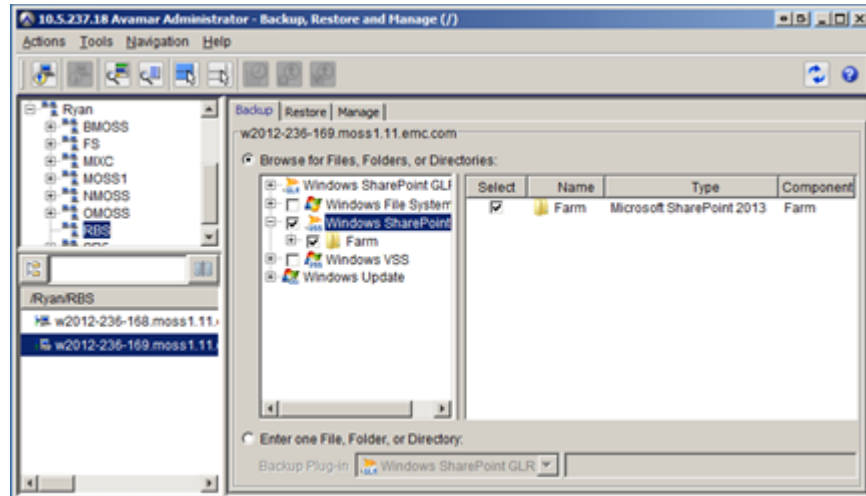 10.5.237.18 Avamar Administrator - Backup, Restore and Manage (/)
Actions Tools Navigation Help
Ryan
BMOSS
FS
MIXC
MOSS1
NMOSS
OMOSS
RBS
/Ryan/RBS
w2012-236-168.moss1.11.
w2012-236-169.moss1.11.
Backup Restore Manage
w2012-236-169.moss1.11.emc.com
Browse for Files, Folders, or Directories:
Windows SharePoint GLR
Windows File System
Windows SharePoint
Farm
Windows VSS
Windows Update
Select Name Type Component
Farm Microsoft SharePoint 2013 Farm
Enter one File, Folder, or Directory:
Backup Plug-in Windows SharePoint GLR